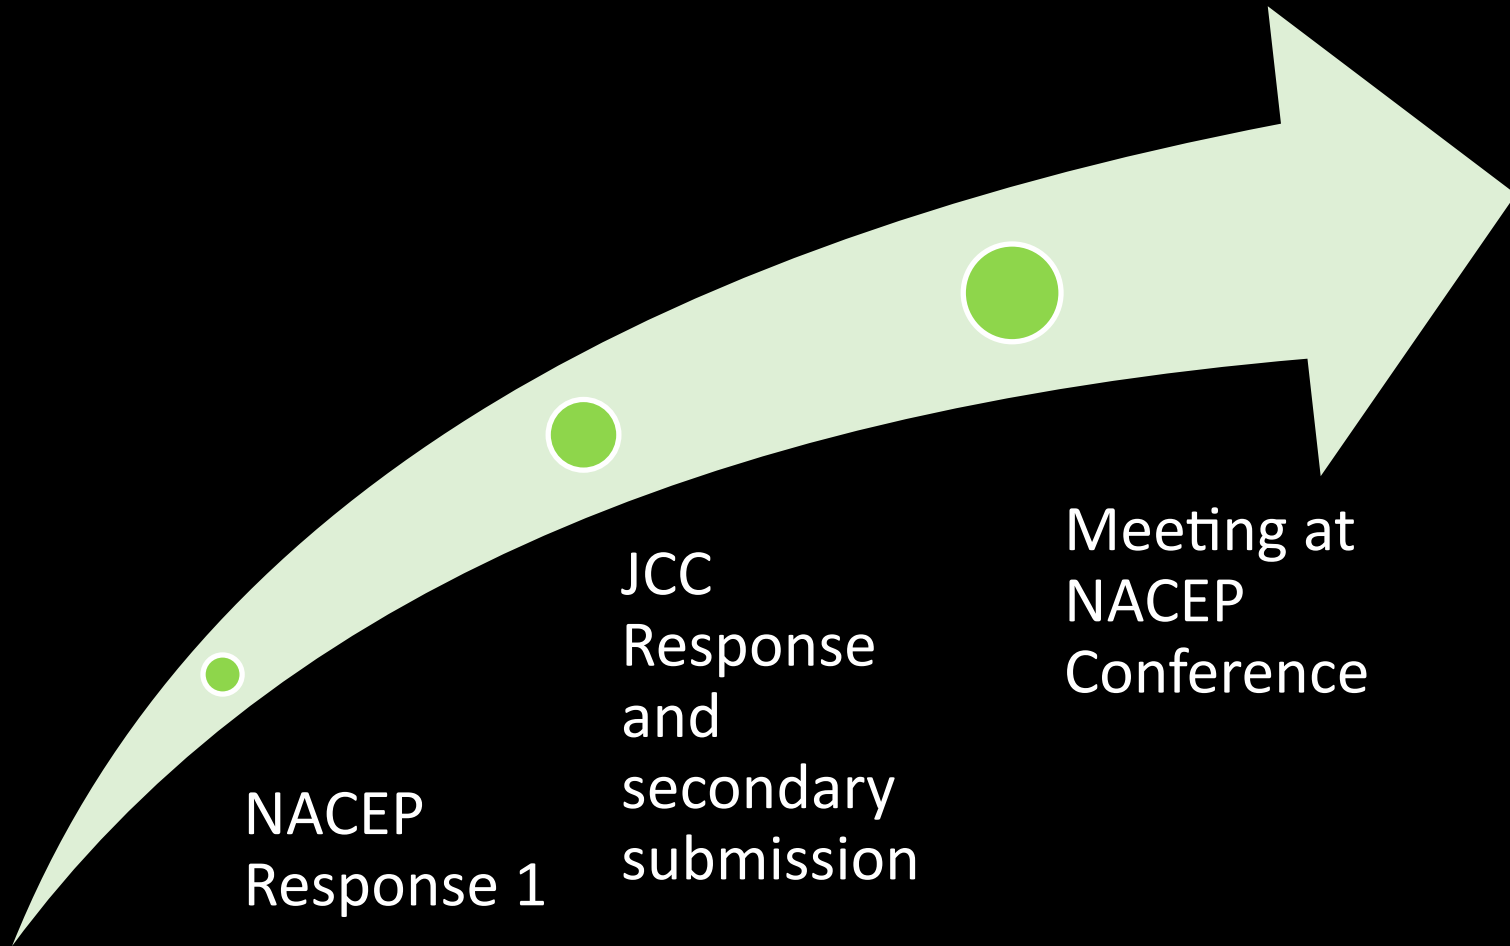 NACEP
Response 1
JCC
Response
and
secondary
submission
Meeting at
NACEP
Conference